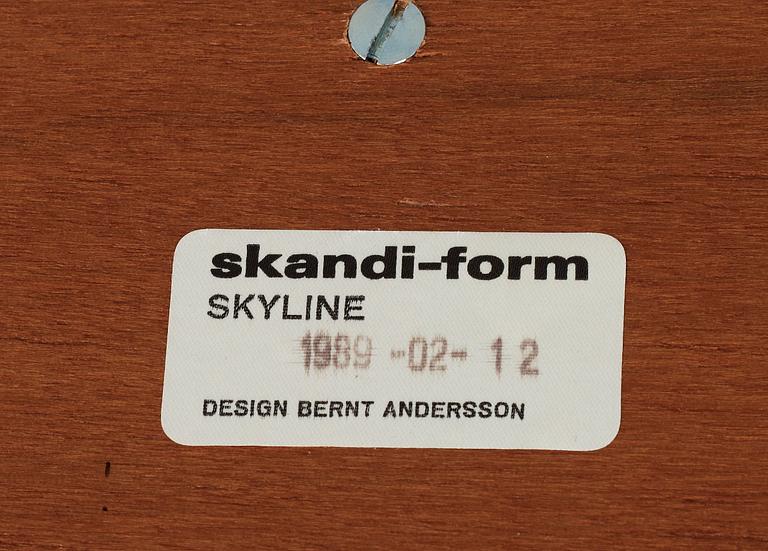 skandi-form
SKYLINE
1989 -02- 12
DESIGN BERNT ANDERSSON